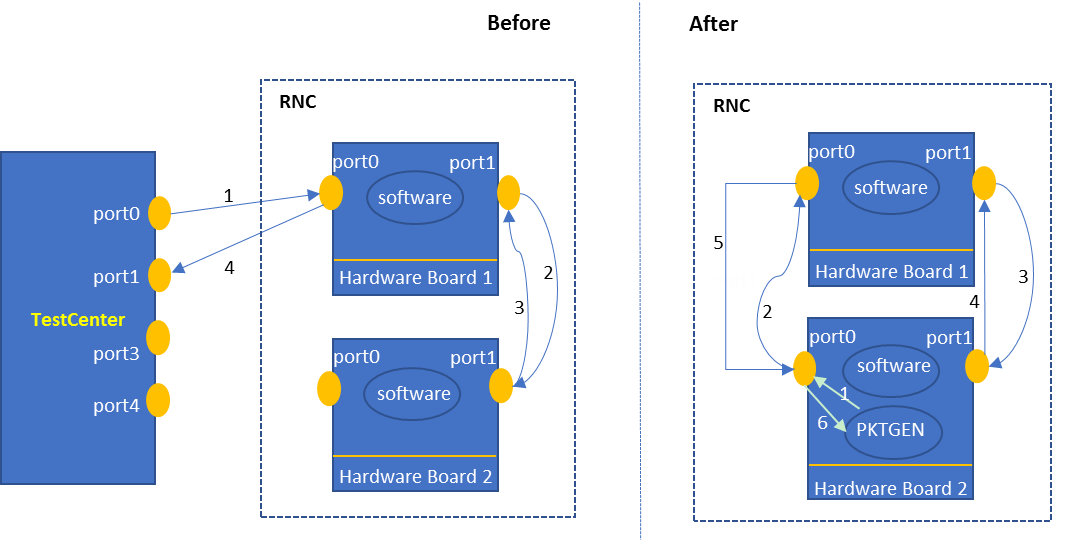 Before
After
RNC
port0
port1
software
Hardware Board 1
port0
port1
TestCenter
port3
port4
1
4
2
3
port0
port1
software
Hardware Board 2
RNC
port0
port1
software
Hardware Board 1
5
2
3
4
port0
port1
software
1
6
PKTGEN
Hardware Board 2